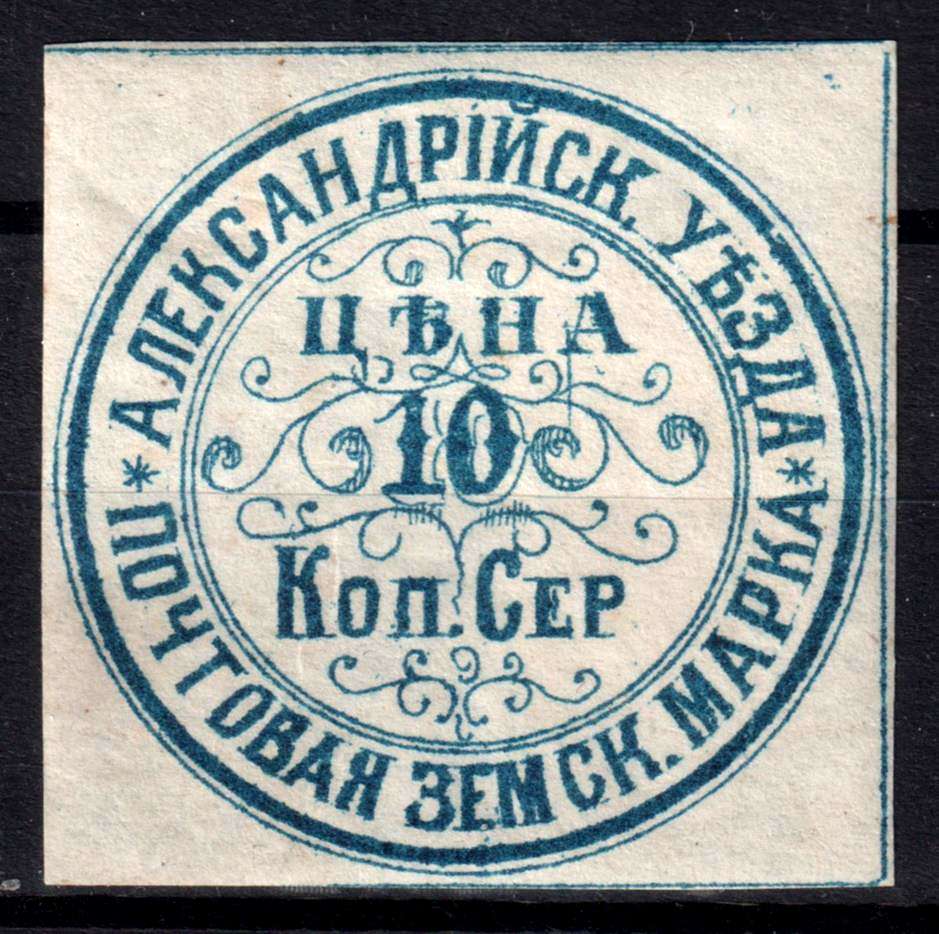 АЛЕКСАНДРІЙСК. УѢЗДА
ЦѢНА
10
КОП. СЕР
ПОЧТОВАЯ ЗЕМСК. МАРКА